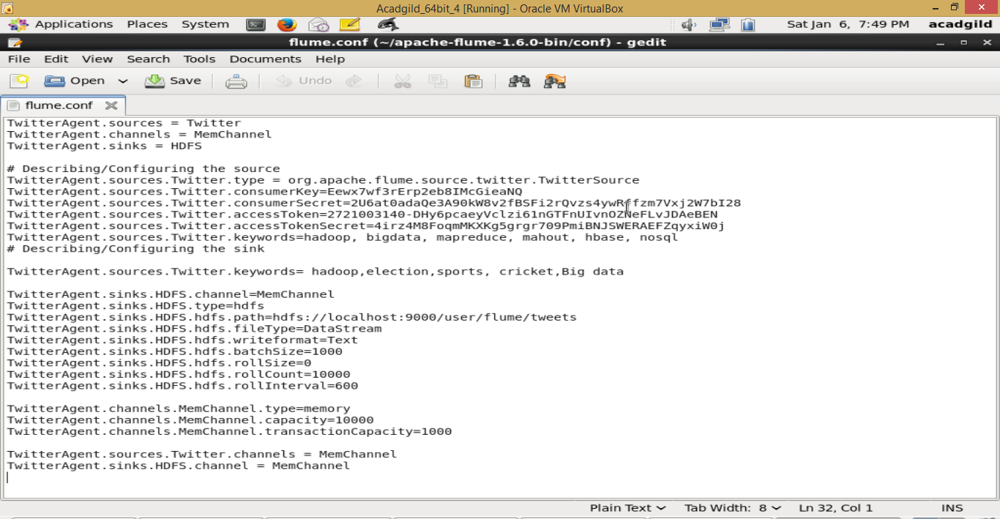 Acadgild_64bit_4 [Running] - Oracle VM VirtualBox
Applications Places System Sat Jan 6, 7:49 PM acadgild
flume.conf (~/apache-flume-1.6.0-bin/conf) - gedit
File Edit View Search Tools Documents Help
Open Save Undo
flume.conf
TwitterAgent.sources = Twitter
TwitterAgent.channels = MemChannel
TwitterAgent.sinks = HDFS
# Describing/Configuring the source
TwitterAgent.sources.Twitter.type = org.apache.flume.source.twitter.TwitterSource
TwitterAgent.sources.Twitter.consumerKey=Eewx7wf3rErp2eb8IMcGieaNQ
TwitterAgent.sources.Twitter.consumerSecret=2U6at0adaQe3A90kW8v2fBSFi2rQvzs4ywRffzm7Vxj2W7bI28
TwitterAgent.sources.Twitter.accessToken=2721003140-DHy6pcaeyVclzi61nGTFnUIvnOZNeFLvJDAeBEN
TwitterAgent.sources.Twitter.accessTokenSecret=4irz4M8FoqmMKXKg5grgr709PmiBNJSWERAEFZqyxiW0j
TwitterAgent.sources.Twitter.keywords=hadoop, bigdata, mapreduce, mahout, hbase, nosql
# Describing/Configuring the sink
TwitterAgent.sources.Twitter.keywords= hadoop,election,sports, cricket,Big data
TwitterAgent.sinks.HDFS.channel=MemChannel
TwitterAgent.sinks.HDFS.type=hdfs
TwitterAgent.sinks.HDFS.hdfs.path=hdfs://localhost:9000/user/flume/tweets
TwitterAgent.sinks.HDFS.hdfs.fileType=DataStream
TwitterAgent.sinks.HDFS.hdfs.writeformat=Text
TwitterAgent.sinks.HDFS.hdfs.batchSize=1000
TwitterAgent.sinks.HDFS.hdfs.rollSize=0
TwitterAgent.sinks.HDFS.hdfs.rollCount=10000
TwitterAgent.sinks.HDFS.hdfs.rollInterval=600
TwitterAgent.channels.MemChannel.type=memory
TwitterAgent.channels.MemChannel.capacity=10000
TwitterAgent.channels.MemChannel.transactionCapacity=1000
TwitterAgent.sources.Twitter.channels = MemChannel
TwitterAgent.sinks.HDFS.channel = MemChannel
Plain Text Tab Width: 8 Ln 32, Col 1 INS